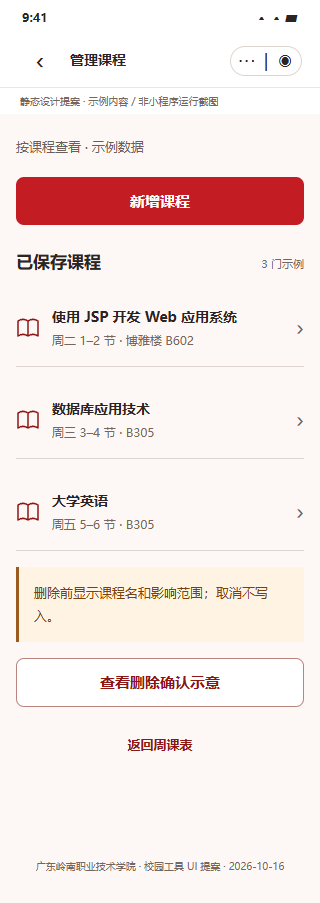 9:41
管理课程
静态设计提案 · 示例内容 / 非小程序运行截图
按课程查看 · 示例数据
新增课程
已保存课程
3 门示例
使用 JSP 开发 Web 应用系统
周二 1–2 节 · 博雅楼 B602
数据库应用技术
周三 3–4 节 · B305
大学英语
周五 5–6 节 · B305
删除前显示课程名和影响范围；取消不写
入。
查看删除确认示意
返回周课表
广东岭南职业技术学院 · 校园工具 UI 提案 · 2026-10-16